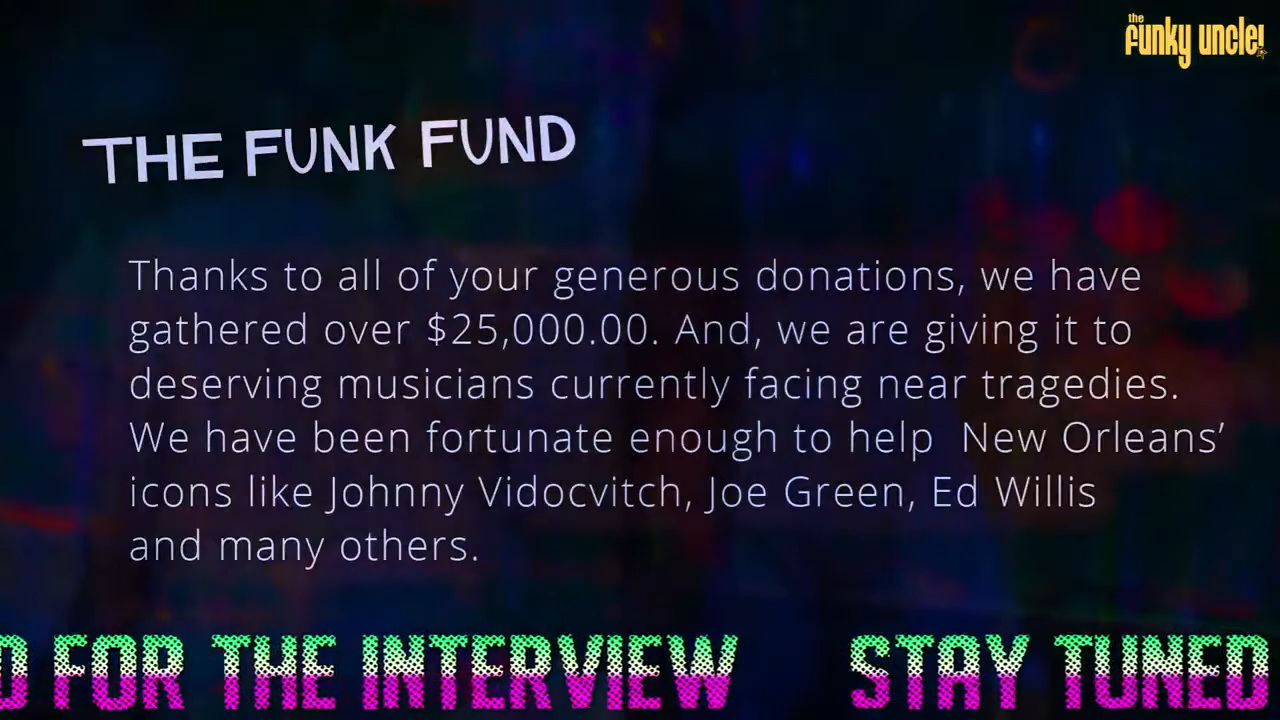 the
funky uncle!
THE FUNK FUND
Thanks to all of your generous donations, we have
gathered over $25,000.00. And, we are giving it to
deserving musicians currently facing near tragedies.
We have been fortunate enough to help New Orleans’
icons like Johnny Vidocvitch, Joe Green, Ed Willis
and many others.
D FOR THE INTERVIEW STAY TUNED